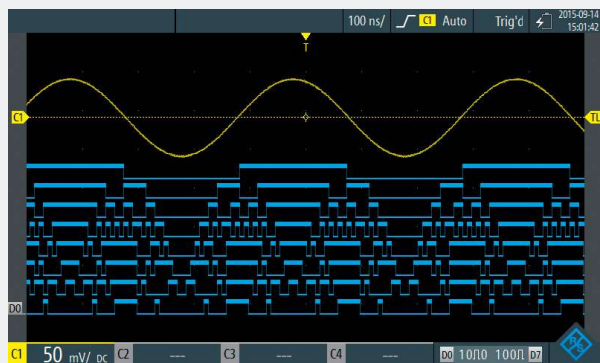 100 ns/ C1 Auto Trig'd 2015-09-14
15:01:42
T
C1 TL
D0
C1 50 mV/ DC C2 --- C3 --- C4 --- D0 D7